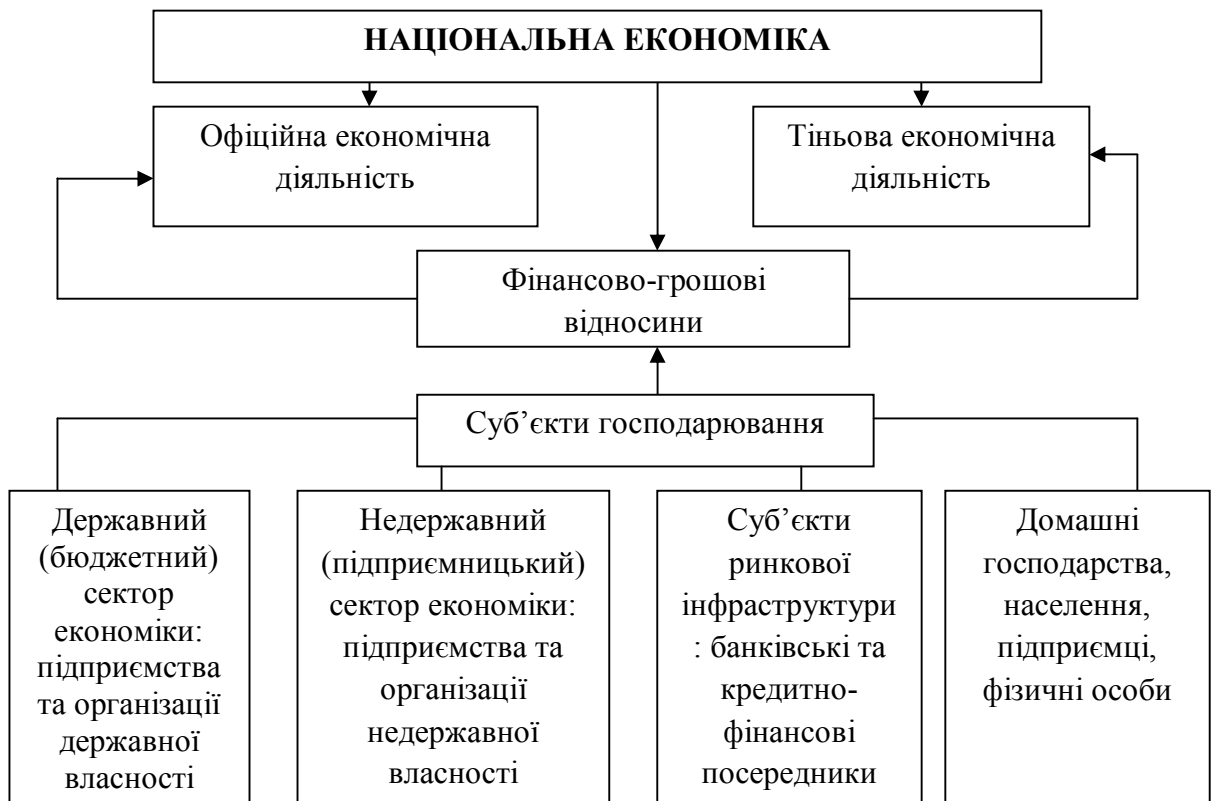 НАЦІОНАЛЬНА ЕКОНОМІКА
Офіційна економічна
діяльність
Тіньова економічна
діяльність
Фінансово-грошові
відносини
Суб’єкти господарювання
Державний
(бюджетний)
сектор
економіки:
підприємства
та організації
державної
власності
Недержавний
(підприємницький)
сектор економіки:
підприємства та
організації
недержавної
власності
Суб’єкти
ринкової
інфраструктури
: банківські та
кредитно-
фінансові
посередники
Домашні
господарства,
населення,
підприємці,
фізичні особи